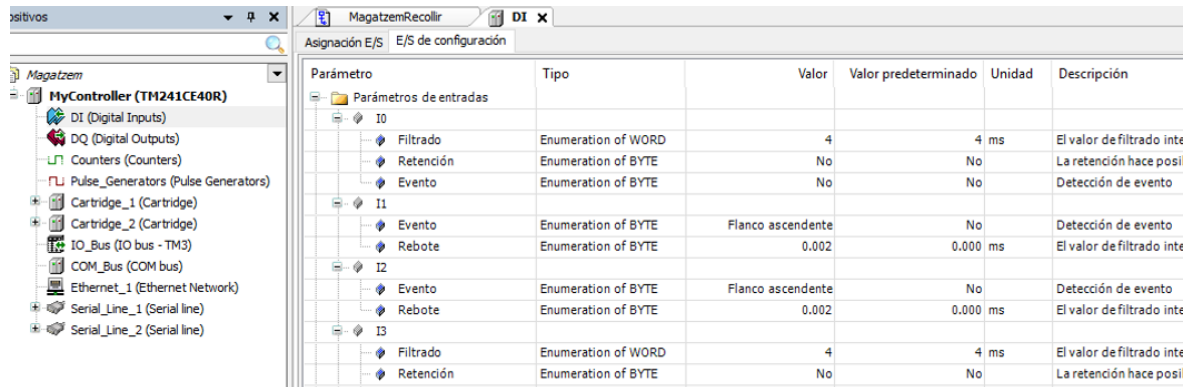 ositivos
MagatzemRecollir
DI
Asignación E/S
E/S de configuración
Magatzem
MyController (TM241CE40R)
DI (Digital Inputs)
DQ (Digital Outputs)
Counters (Counters)
Pulse_Generators (Pulse Generators)
Cartridge_1 (Cartridge)
Cartridge_2 (Cartridge)
IO_Bus (IO bus - TM3)
COM_Bus (COM bus)
Ethernet_1 (Ethernet Network)
Serial_Line_1 (Serial line)
Serial_Line_2 (Serial line)
Parámetro Tipo Valor Valor predeterminado Unidad Descripción
Parámetros de entradas
I0
Filtrado Enumeration of WORD 4 4 ms El valor de filtrado inte
Retención Enumeration of BYTE No No La retención hace posil
Evento Enumeration of BYTE No No Detección de evento
I1
Evento Enumeration of BYTE Flanco ascendente No Detección de evento
Rebote Enumeration of BYTE 0.002 0.000 ms El valor de filtrado inte
I2
Evento Enumeration of BYTE Flanco ascendente No Detección de evento
Rebote Enumeration of BYTE 0.002 0.000 ms El valor de filtrado inte
I3
Filtrado Enumeration of WORD 4 4 ms El valor de filtrado inte
Retención Enumeration of BYTE No No La retención hace posil